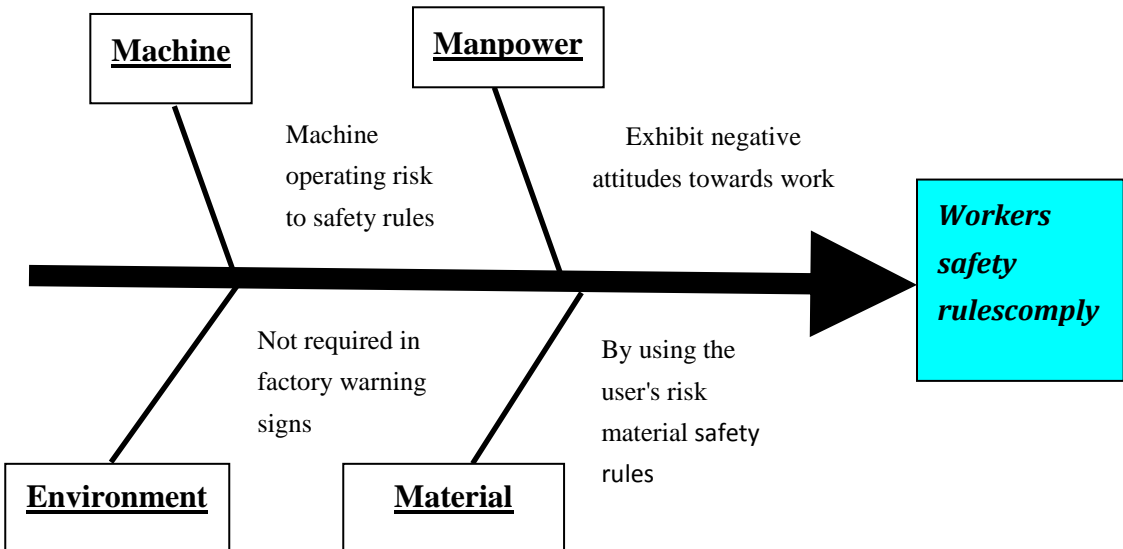 Machine
Manpower
Machine
operating risk
to safety rules
Exhibit negative
attitudes towards work
Workers
safety
rulescomply
Not required in
factory warning
signs
By using the
user's risk
material safety
rules
Environment
Material